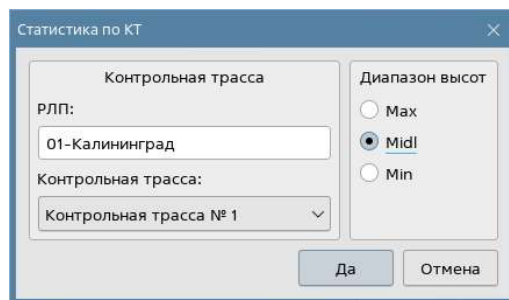 Статистика по КТ
Контрольная трасса
РЛП:
01-Калининград
Контрольная трасса:
Контрольная трасса № 1
Диапазон высот
Max
Midl
Min
Да
Отмена